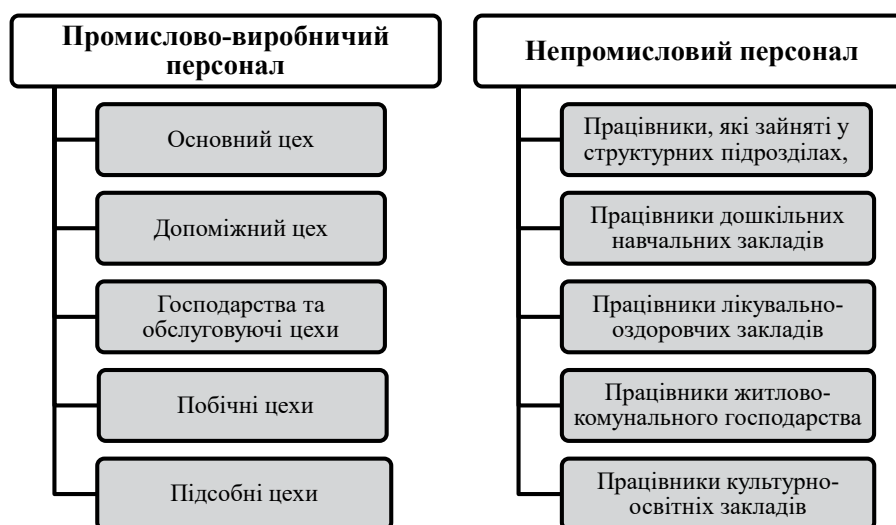 Промислово-виробничий
персонал
Основний цех
Допоміжний цех
Господарства та
обслуговуючі цехи
Побічні цехи
Підсобні цехи
Непромисловий персонал
Працівники, які зайняті у
структурних підрозділах,
Працівники дошкільних
навчальних закладів
Працівники лікувально-
оздоровчих закладів
Працівники житлово-
комунального господарства
Працівники культурно-
освітніх закладів